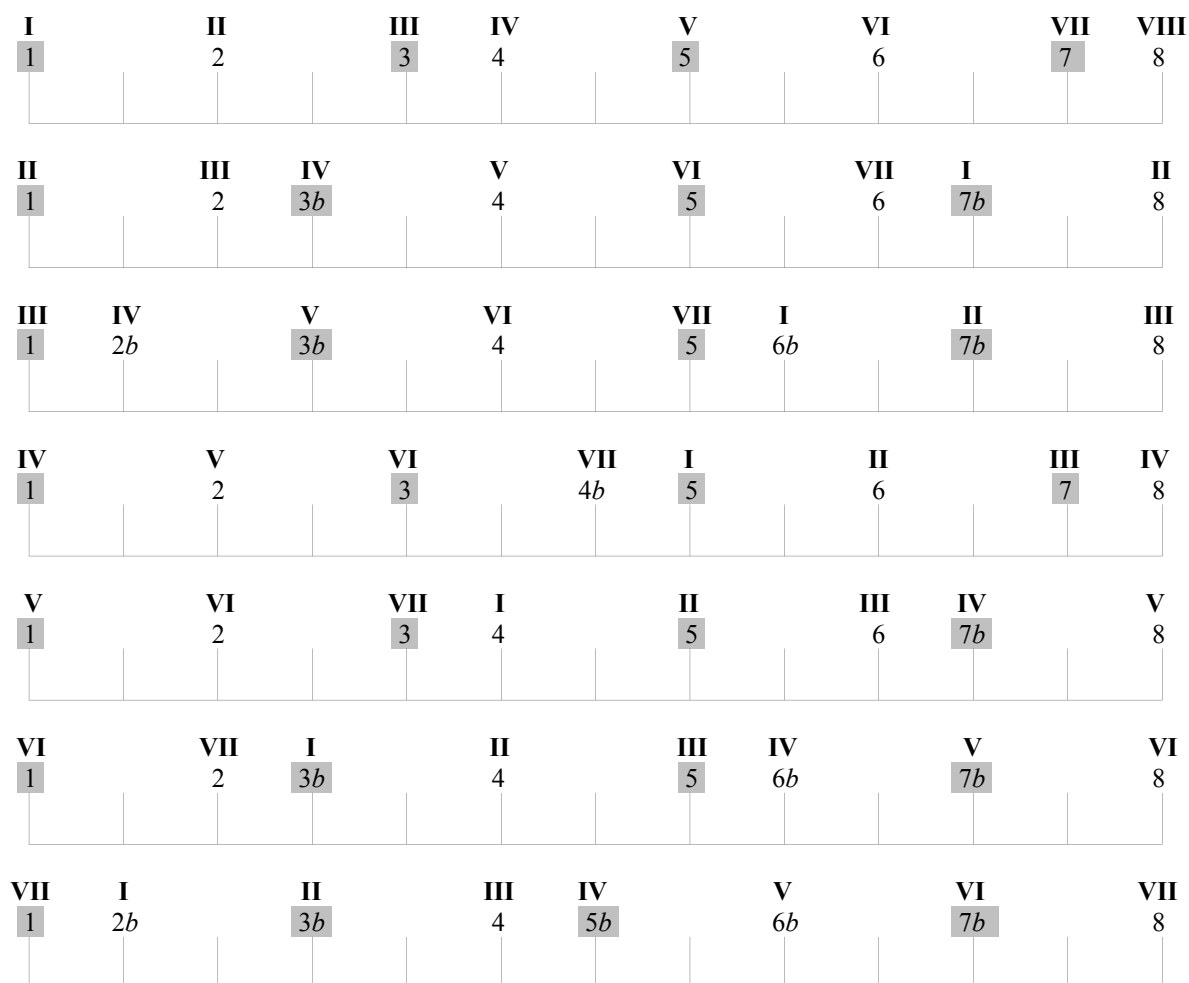 I II III IV V VI VII VIII
1 2 3 4 5 6 7 8
II III IV V VI VII I II
1 2 3b 4 5 6 7b 8
III IV V VI VII I II III
1 2b 3b 4 5 6b 7b 8
IV V VI VII I II III IV
1 2 3 4b 5 6 7 8
V VI VII I II III IV V
1 2 3 4 5 6 7b 8
VI VII I II III IV V VI
1 2 3b 4 5 6b 7b 8
VII I II III IV V VI VII
1 2b 3b 4 5b 6b 7b 8